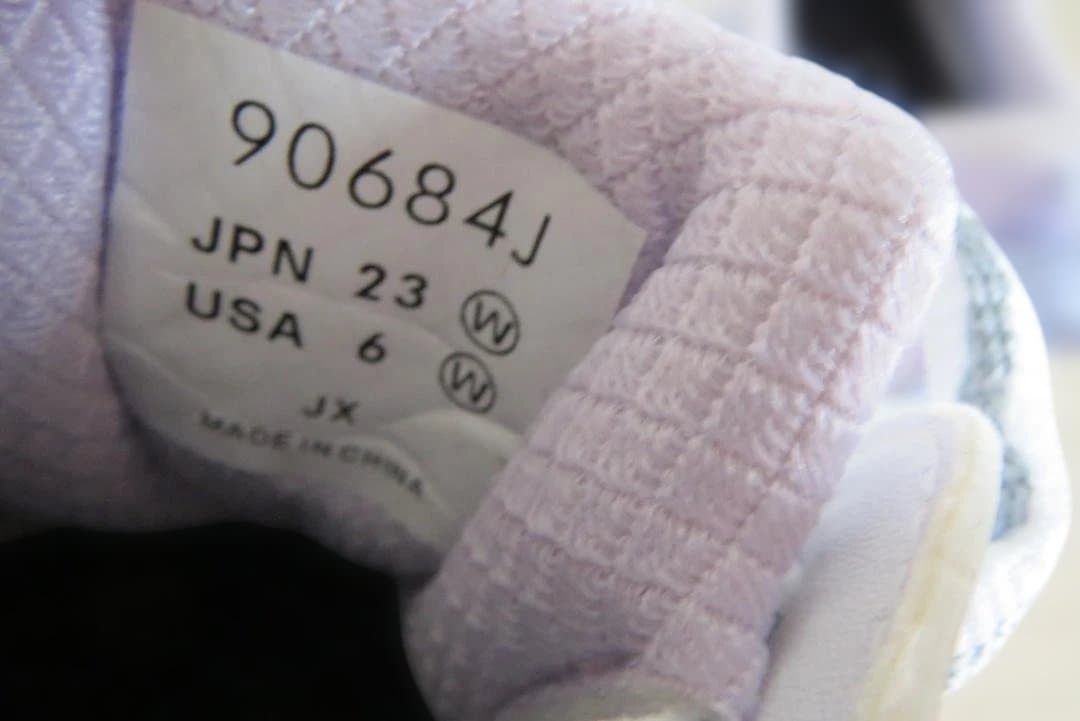 90684J
JPN 23 Ⓦ
USA 6 Ⓦ
JX
MADE IN CHINA